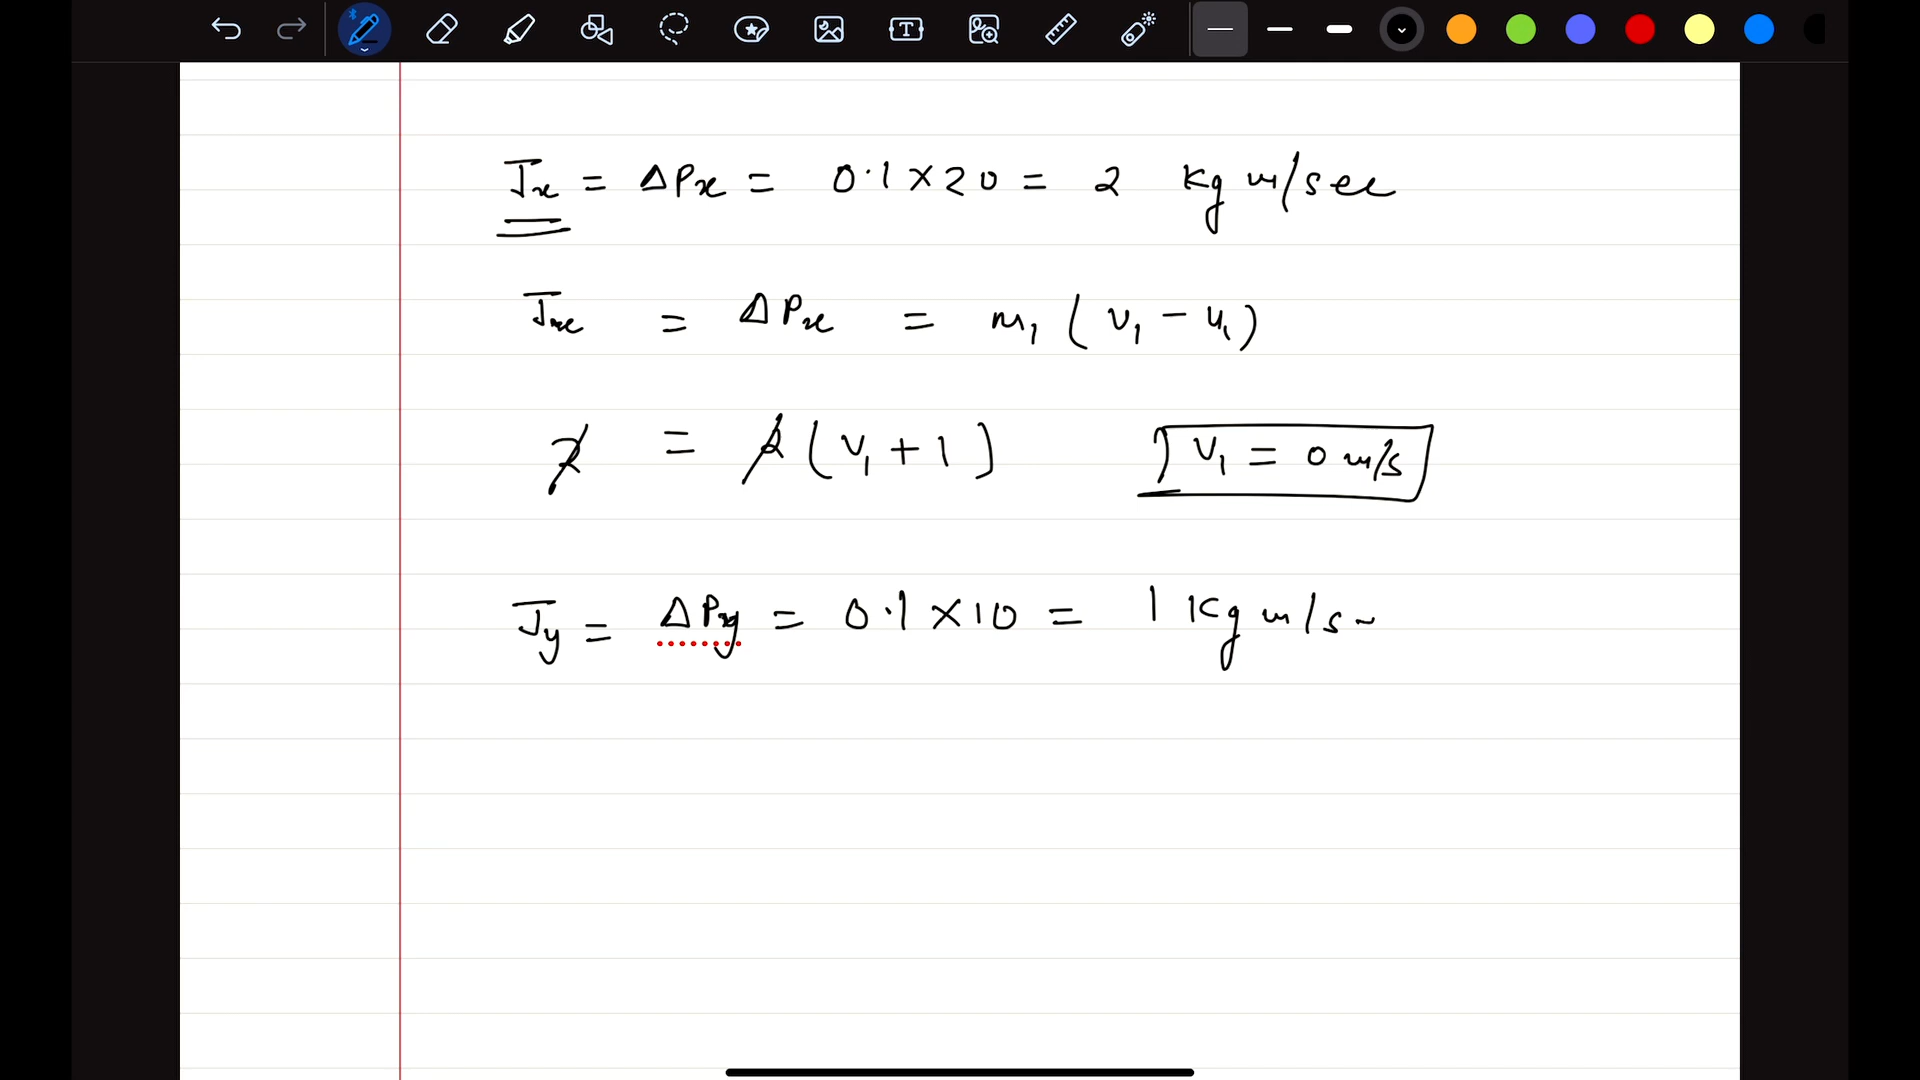 Jx = ΔPx = 0.1 × 20 = 2 kg m/sec
Jx = ΔPx = m₁ (v₁ - u₁)
2 = 2 (v₁ + 1) v₁ = 0 m/s
Jy = ΔPy = 0.1 × 10 = 1 kg m/s